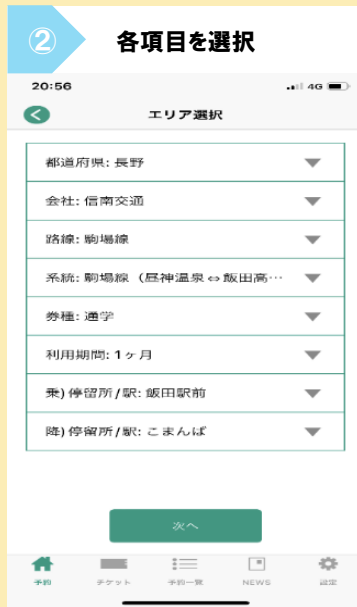 ② 各項目を選択
20:56 4G
エリア選択
都道府県: 長野
会社: 信南交通
路線: 駒場線
系統: 駒場線（昼神温泉⇔飯田高…
券種: 通学
利用期間: 1ヶ月
乗) 停留所/駅: 飯田駅前
降) 停留所/駅: こまんば
次へ
予約 チケット 予約一覧 NEWS 設定